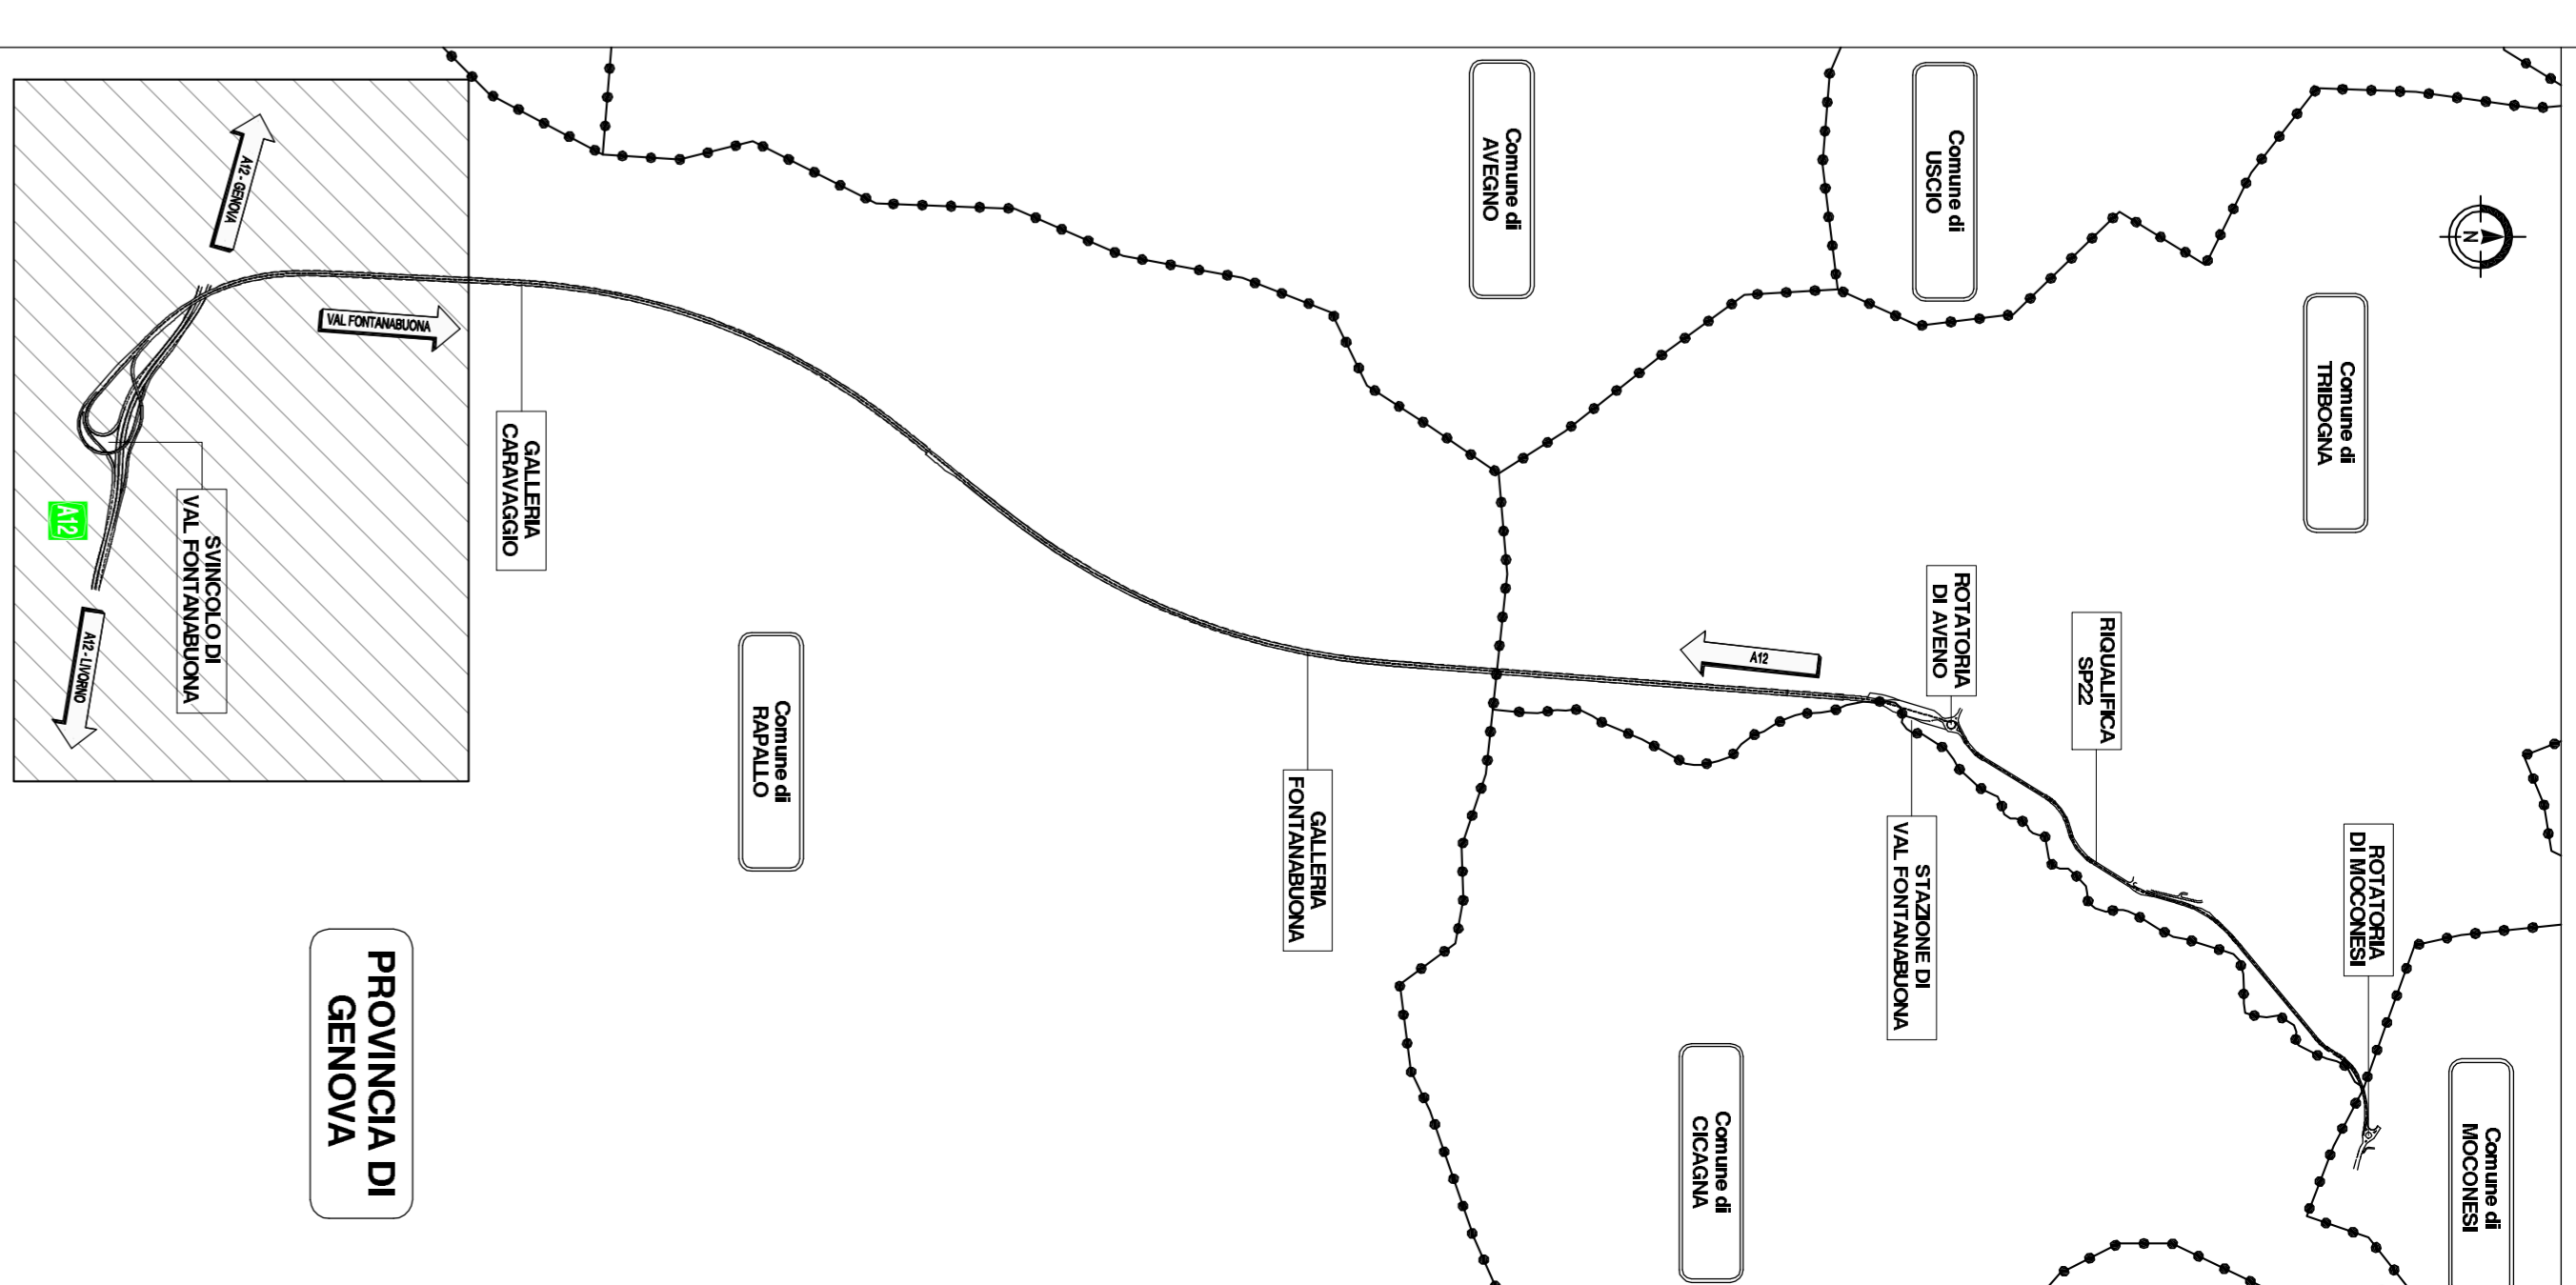 Comune di
AVEGNO
Comune di
USCIO
N
Comune di
TRIBOGNA
A12 - GENOVA
VAL FONTANABUONA
GALLERIA
CARAVAGGIO
SVINCOLO DI
VAL FONTANABUONA
A12
A12 - LIVORNO
Comune di
RAPALLO
A12
ROTATORIA
DI AVENO
RIQUALIFICA
SP22
GALLERIA
FONTANABUONA
STAZIONE DI
VAL FONTANABUONA
ROTATORIA
DI MOCONESI
PROVINCIA DI
GENOVA
Comune di
CICAGNA
Comune di
MOCONESI